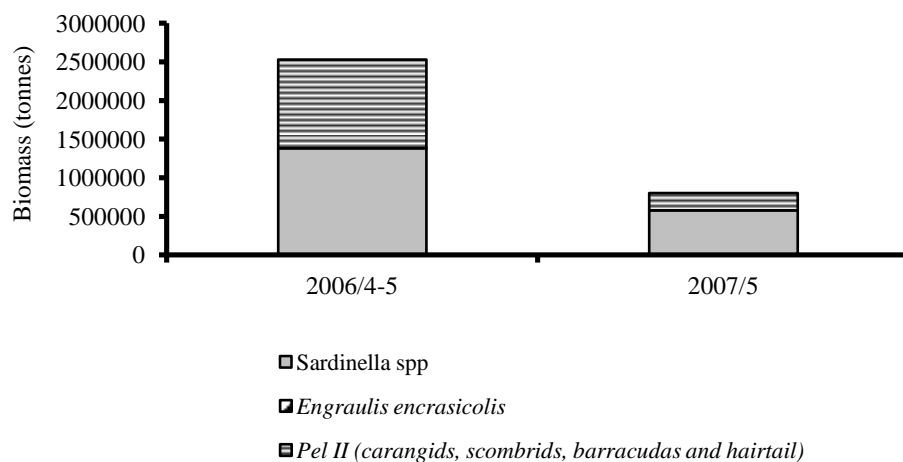 Biomass (tonnes)
3000000
2500000
2000000
1500000
1000000
500000
0
2006/4-5
2007/5
Sardinella spp
Engraulis encrasicolis
Pel II (carangids, scombrids, barracudas and hairtail)